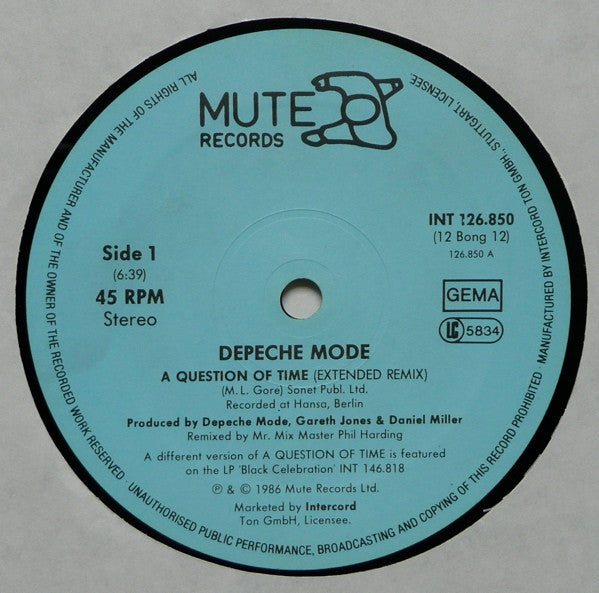 MUTE
RECORDS
INT 126.850
(12 Bong 12)
126.850 A
Side 1
(6:39)
45 RPM
Stereo
GEMA
LC 5834
DEPECHE MODE
A QUESTION OF TIME (EXTENDED REMIX)
(M. L. Gore) Sonet Publ. Ltd.
Recorded at Hansa, Berlin
Produced by Depeche Mode, Gareth Jones & Daniel Miller
Remixed by Mr. Mix Master Phil Harding
A different version of A QUESTION OF TIME is featured
on the LP 'Black Celebration' INT 146.818
℗ & © 1986 Mute Records Ltd.
Marketed by Intercord
Ton GmbH, Licensee.
ALL RIGHTS OF THE MANUFACTURER AND OF THE OWNER OF THE RECORDED WORK RESERVED · UNAUTHORISED PUBLIC PERFORMANCE, BROADCASTING AND COPYING OF THIS RECORD PROHIBITED · MANUFACTURED BY INTERCORD TON GMBH., STUTTGART, LICENSEE.